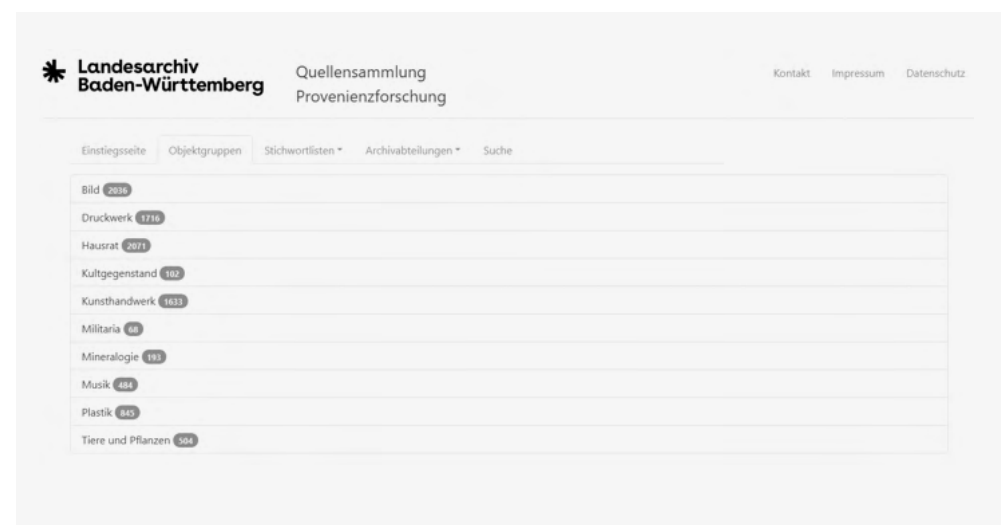 Landesarchiv
Baden-Württemberg
Quellensammlung
Provenienzforschung
Kontakt Impressum Datenschutz
Einstiegsseite Objektgruppen Stichwortlisten Archivabteilungen Suche
Bild 2036
Druckwerk 1716
Hausrat 2071
Kultgegenstand 102
Kunsthandwerk 1633
Militaria 68
Mineralogie 193
Musik 484
Plastik 845
Tiere und Pflanzen 504